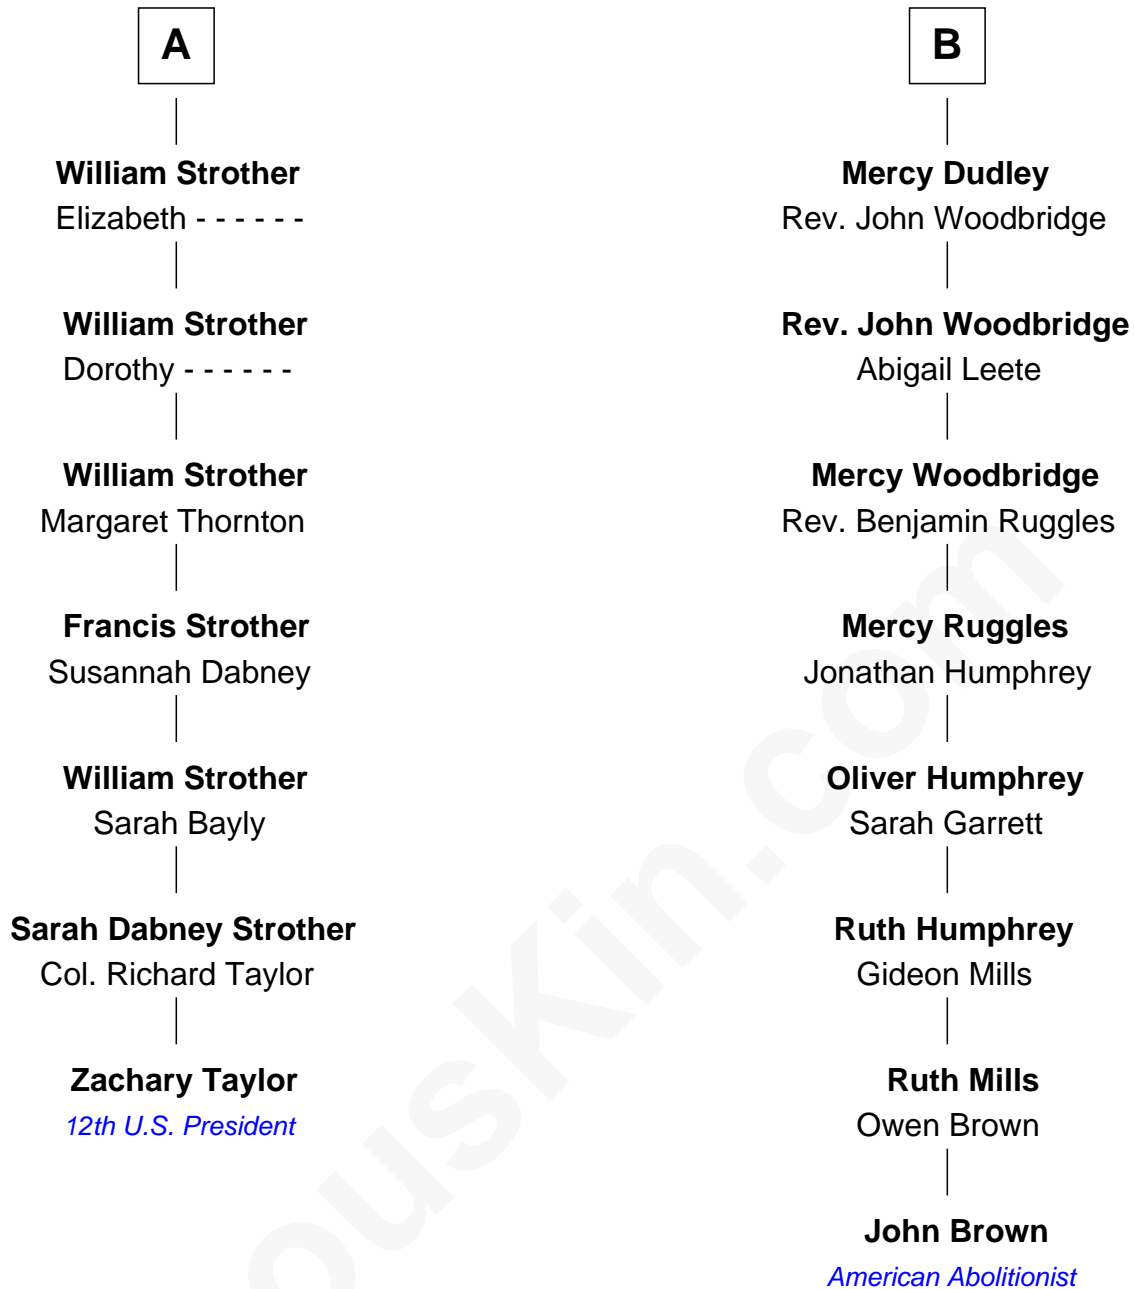 A
William Strother
Elizabeth - - - - - -
William Strother
Dorothy - - - - - -
William Strother
Margaret Thornton
Francis Strother
Susannah Dabney
William Strother
Sarah Bayly
Sarah Dabney Strother
Col. Richard Taylor
Zachary Taylor
12th U.S. President
B
Mercy Dudley
Rev. John Woodbridge
Rev. John Woodbridge
Abigail Leete
Mercy Woodbridge
Rev. Benjamin Ruggles
Mercy Ruggles
Jonathan Humphrey
Oliver Humphrey
Sarah Garrett
Ruth Humphrey
Gideon Mills
Ruth Mills
Owen Brown
John Brown
American Abolitionist
ousKin.com